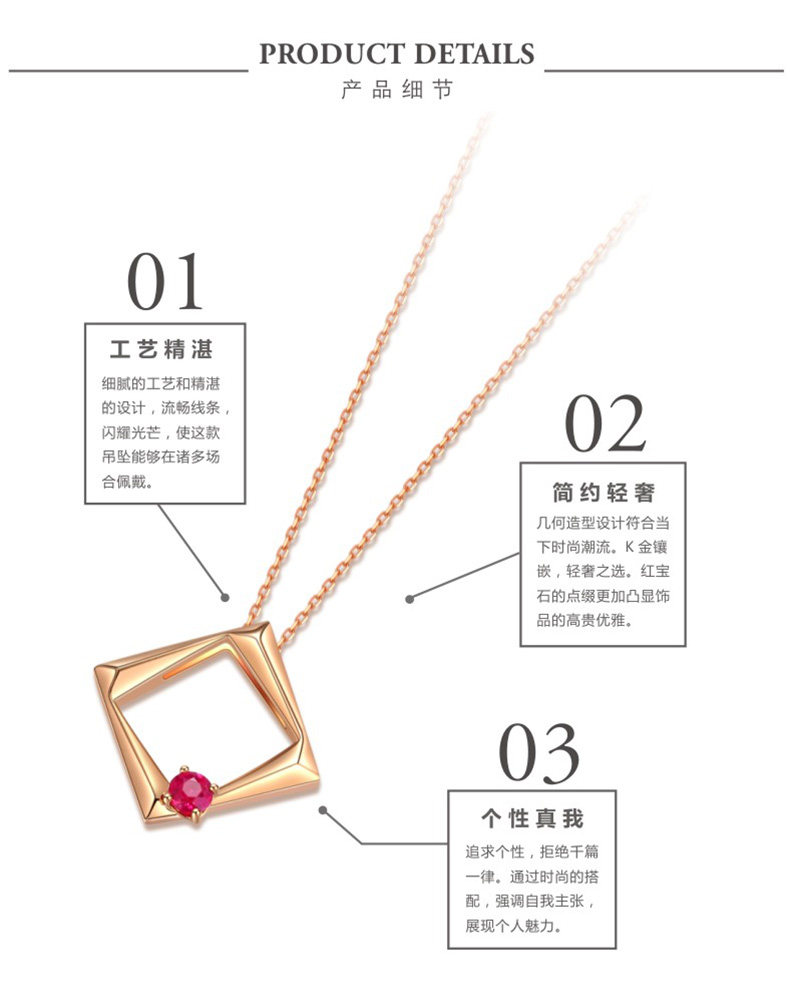 PRODUCT DETAILS
产品细节
01
工艺精湛
细腻的工艺和精湛
的设计，流畅线条，
闪耀光芒，使这款
吊坠能够在诸多场
合佩戴。
02
简约轻奢
几何造型设计符合当
下时尚潮流。K 金镶
嵌，轻奢之选。红宝
石的点缀更加凸显饰
品的高贵优雅。
03
个性真我
追求个性，拒绝千篇
一律。通过时尚的搭
配，强调自我主张，
展现个人魅力。